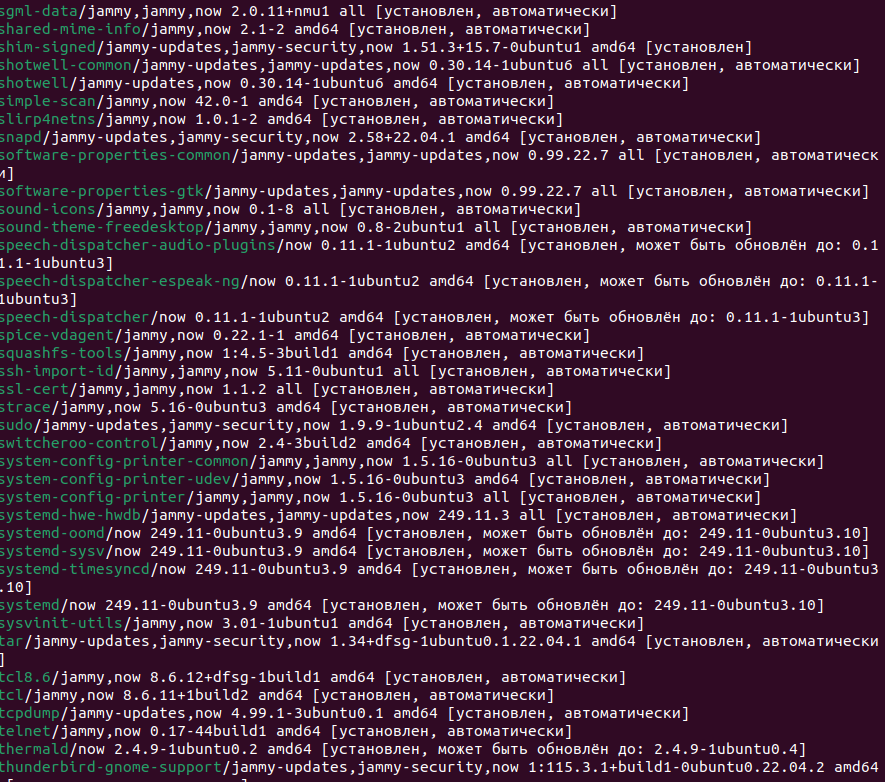 sgml-data/jammy,jammy,now 2.0.11+nmu1 all [установлен, автоматически]
shared-mime-info/jammy,now 2.1-2 amd64 [установлен, автоматически]
shim-signed/jammy-updates,jammy-security,now 1.51.3+15.7-0ubuntu1 amd64 [установлен]
shotwell-common/jammy-updates,jammy-updates,now 0.30.14-1ubuntu6 all [установлен, автоматически]
shotwell/jammy-updates,now 0.30.14-1ubuntu6 amd64 [установлен, автоматически]
simple-scan/jammy,now 42.0-1 amd64 [установлен, автоматически]
slirp4netns/jammy,now 1.0.1-2 amd64 [установлен, автоматически]
snapd/jammy-updates,jammy-security,now 2.58+22.04.1 amd64 [установлен, автоматически]
software-properties-common/jammy-updates,jammy-updates,now 0.99.22.7 all [установлен, автоматическ
и]
software-properties-gtk/jammy-updates,jammy-updates,now 0.99.22.7 all [установлен, автоматически]
sound-icons/jammy,jammy,now 0.1-8 all [установлен, автоматически]
sound-theme-freedesktop/jammy,jammy,now 0.8-2ubuntu1 all [установлен, автоматически]
speech-dispatcher-audio-plugins/now 0.11.1-1ubuntu2 amd64 [установлен, может быть обновлён до: 0.1
1.1-1ubuntu3]
speech-dispatcher-espeak-ng/now 0.11.1-1ubuntu2 amd64 [установлен, может быть обновлён до: 0.11.1-
1ubuntu3]
speech-dispatcher/now 0.11.1-1ubuntu2 amd64 [установлен, может быть обновлён до: 0.11.1-1ubuntu3]
spice-vdagent/jammy,now 0.22.1-1 amd64 [установлен, автоматически]
squashfs-tools/jammy,now 1:4.5-3build1 amd64 [установлен, автоматически]
ssh-import-id/jammy,jammy,now 5.11-0ubuntu1 all [установлен, автоматически]
ssl-cert/jammy,jammy,now 1.1.2 all [установлен, автоматически]
strace/jammy,now 5.16-0ubuntu3 amd64 [установлен, автоматически]
sudo/jammy-updates,jammy-security,now 1.9.9-1ubuntu2.4 amd64 [установлен, автоматически]
switcheroo-control/jammy,now 2.4-3build2 amd64 [установлен, автоматически]
system-config-printer-common/jammy,jammy,now 1.5.16-0ubuntu3 all [установлен, автоматически]
system-config-printer-udev/jammy,now 1.5.16-0ubuntu3 amd64 [установлен, автоматически]
system-config-printer/jammy,jammy,now 1.5.16-0ubuntu3 all [установлен, автоматически]
systemd-hwe-hwdb/jammy-updates,jammy-updates,now 249.11.3 all [установлен, автоматически]
systemd-oomd/now 249.11-0ubuntu3.9 amd64 [установлен, может быть обновлён до: 249.11-0ubuntu3.10]
systemd-sysv/now 249.11-0ubuntu3.9 amd64 [установлен, может быть обновлён до: 249.11-0ubuntu3.10]
systemd-timesyncd/now 249.11-0ubuntu3.9 amd64 [установлен, может быть обновлён до: 249.11-0ubuntu3
.10]
systemd/now 249.11-0ubuntu3.9 amd64 [установлен, может быть обновлён до: 249.11-0ubuntu3.10]
sysvinit-utils/jammy,now 3.01-1ubuntu1 amd64 [установлен, автоматически]
tar/jammy-updates,jammy-security,now 1.34+dfsg-1ubuntu0.1.22.04.1 amd64 [установлен, автоматически
]
tcl8.6/jammy,now 8.6.12+dfsg-1build1 amd64 [установлен, автоматически]
tcl/jammy,now 8.6.11+1build2 amd64 [установлен, автоматически]
tcpdump/jammy-updates,now 4.99.1-3ubuntu0.1 amd64 [установлен, автоматически]
telnet/jammy,now 0.17-44build1 amd64 [установлен, автоматически]
thermald/now 2.4.9-1ubuntu0.2 amd64 [установлен, может быть обновлён до: 2.4.9-1ubuntu0.4]
thunderbird-gnome-support/jammy-updates,jammy-security,now 1:115.3.1+build1-0ubuntu0.22.04.2 amd64